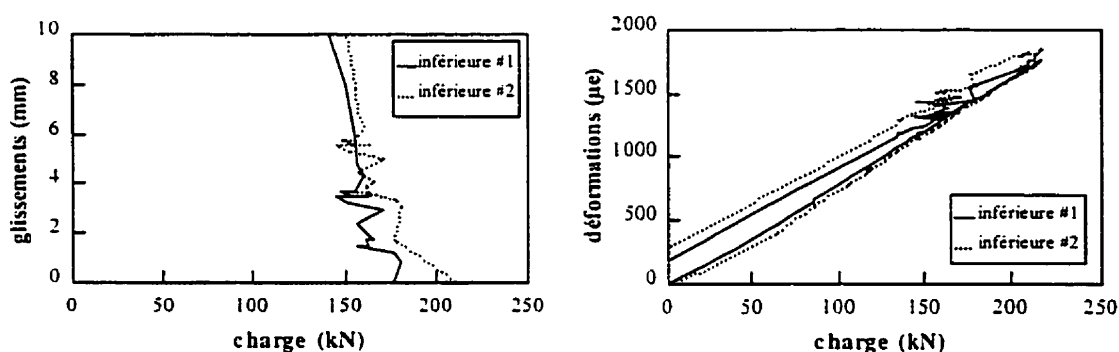 10
8
6
4
2
0
glissements (mm)
inférieure #1
inférieure #2
0 50 100 150 200 250
charge (kN)
2000
1500
1000
500
0
déformations (µe)
inférieure #1
inférieure #2
0 50 100 150 200 250
charge (kN)